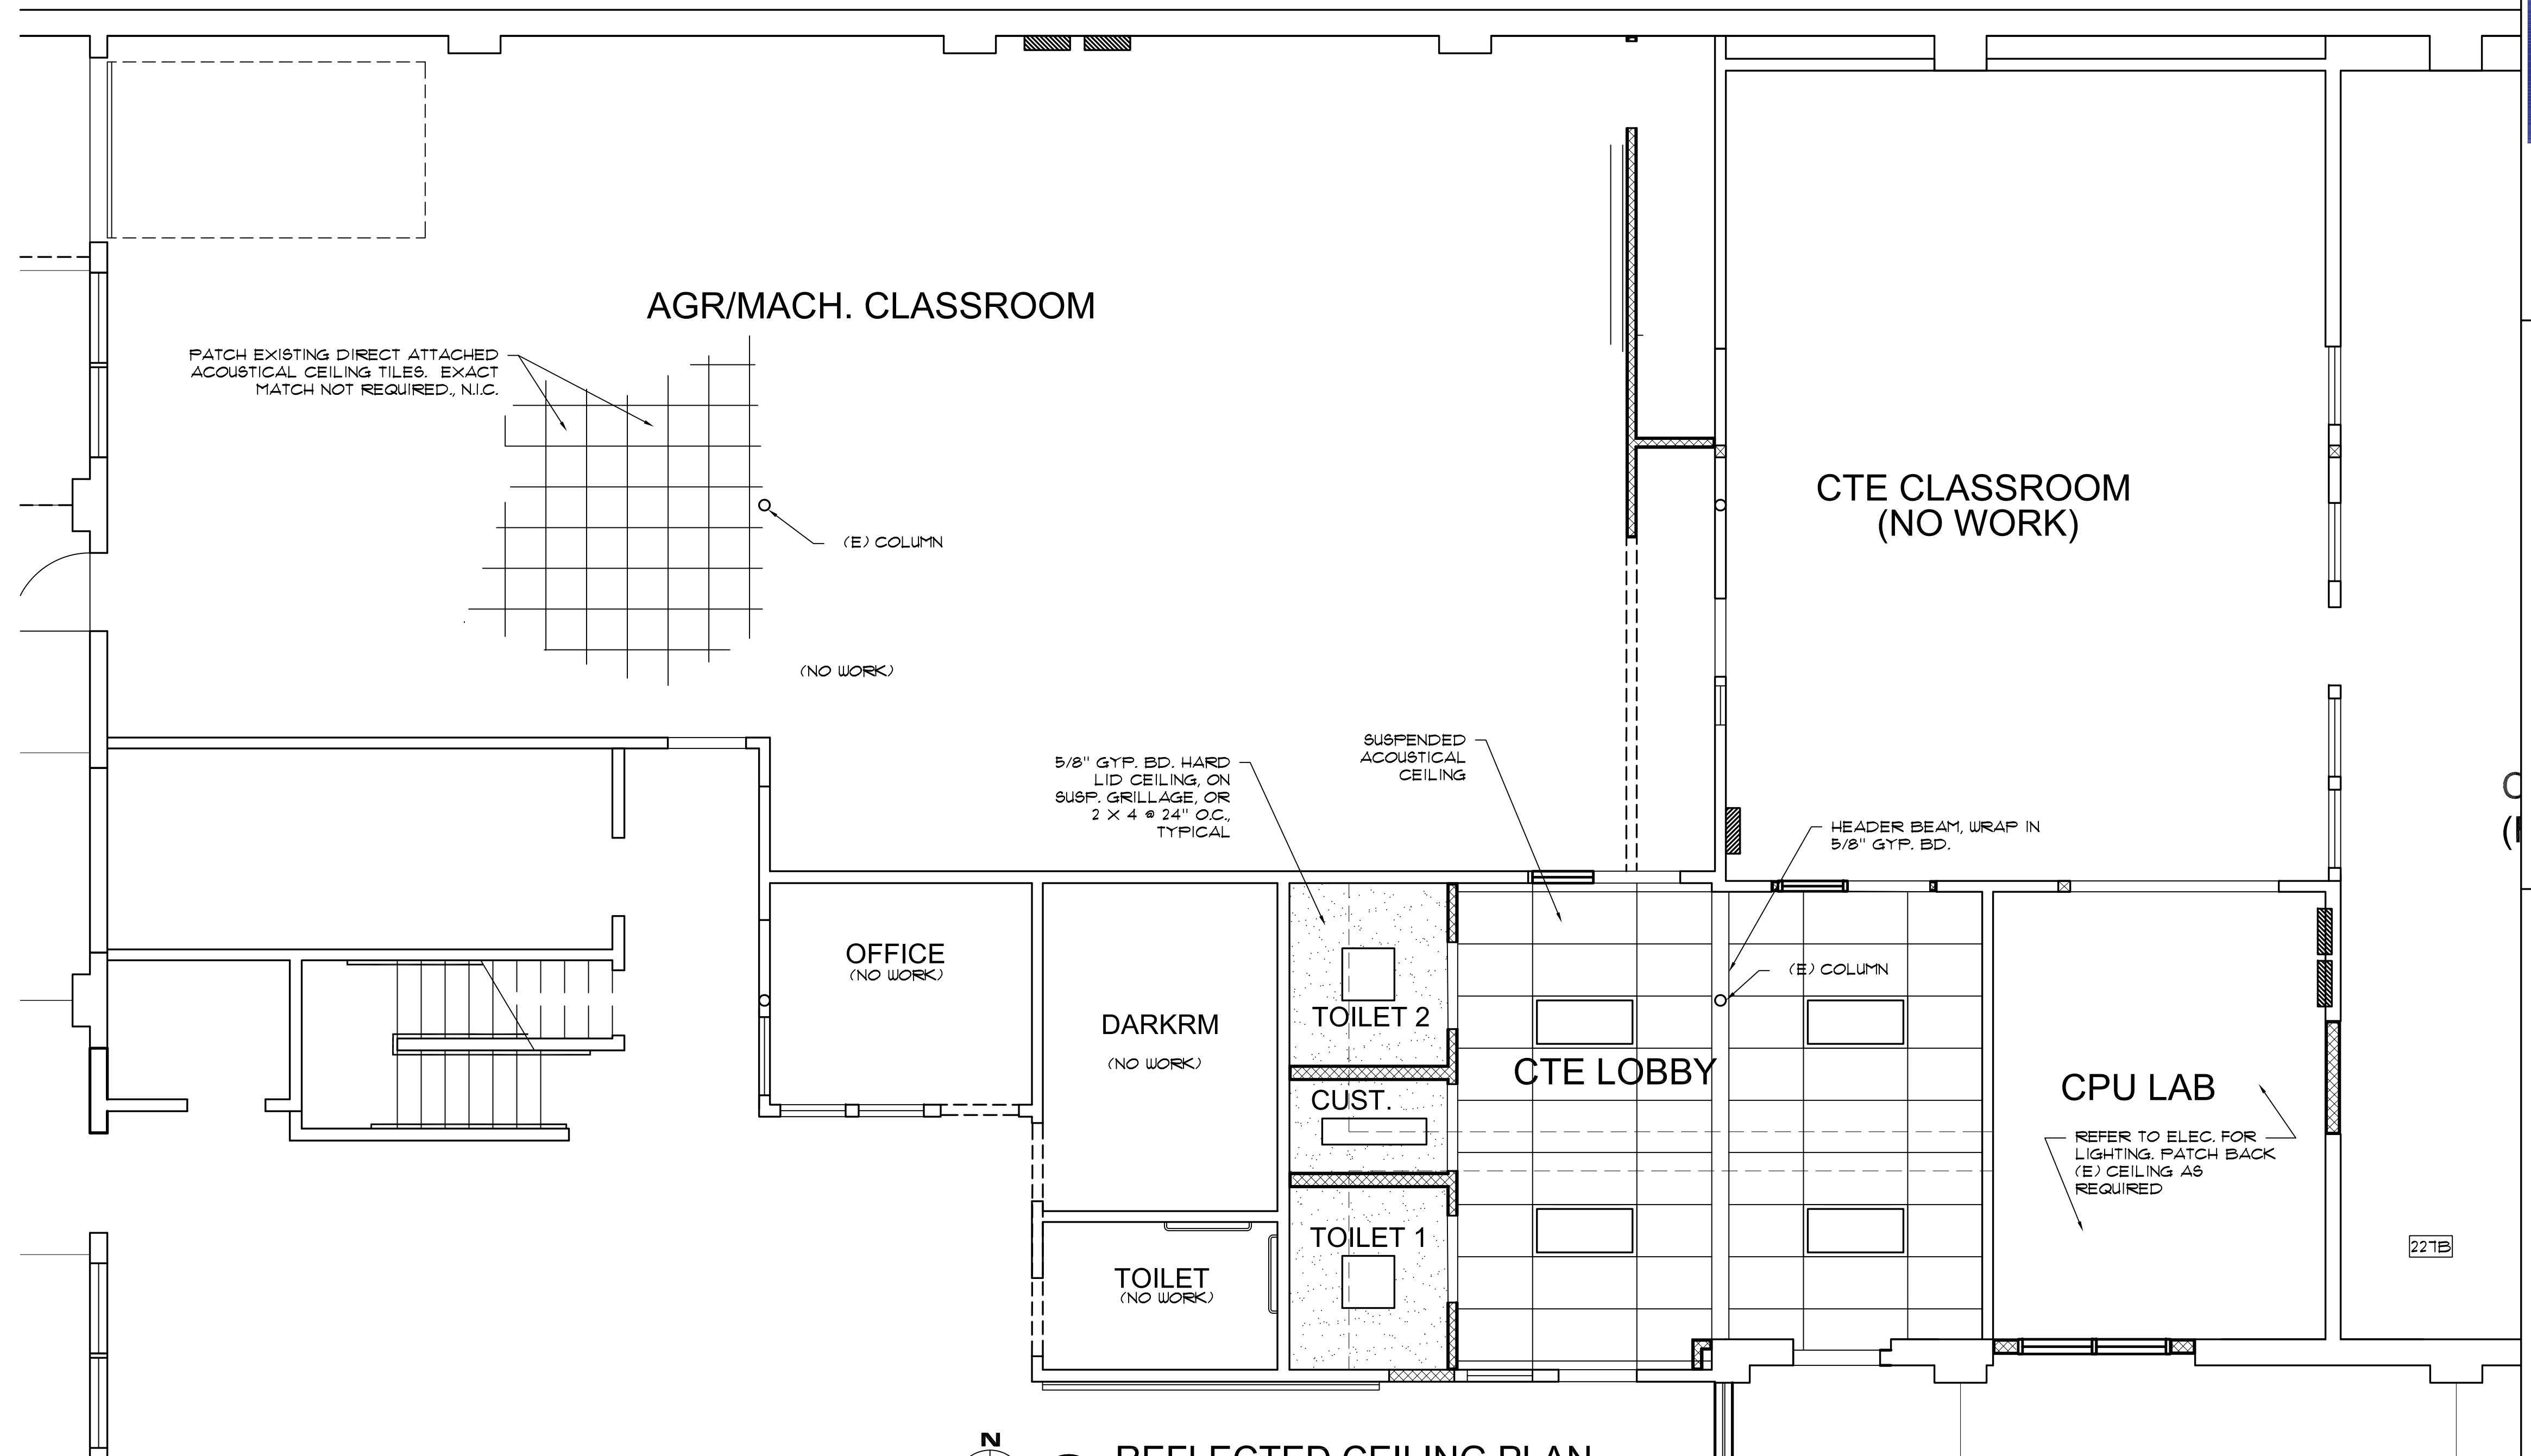 AGR/MACH. CLASSROOM
PATCH EXISTING DIRECT ATTACHED
ACOUSTICAL CEILING TILES. EXACT
MATCH NOT REQUIRED., N.I.C.
(E) COLUMN
(NO WORK)
CTE CLASSROOM
(NO WORK)
5/8" GYP. BD. HARD
LID CEILING, ON
SUSP. GRILLAGE, OR
2 X 4 @ 24" O.C.,
TYPICAL
SUSPENDED
ACOUSTICAL
CEILING
HEADER BEAM, WRAP IN
5/8" GYP. BD.
(E) COLUMN
OFFICE
(NO WORK)
DARKRM
(NO WORK)
TOILET 2
CTE LOBBY
CUST.
CPU LAB
REFER TO ELEC. FOR
LIGHTING. PATCH BACK
(E) CEILING AS
REQUIRED
TOILET 1
TOILET
(NO WORK)
227B
N
REFLECTED CEILING PLAN